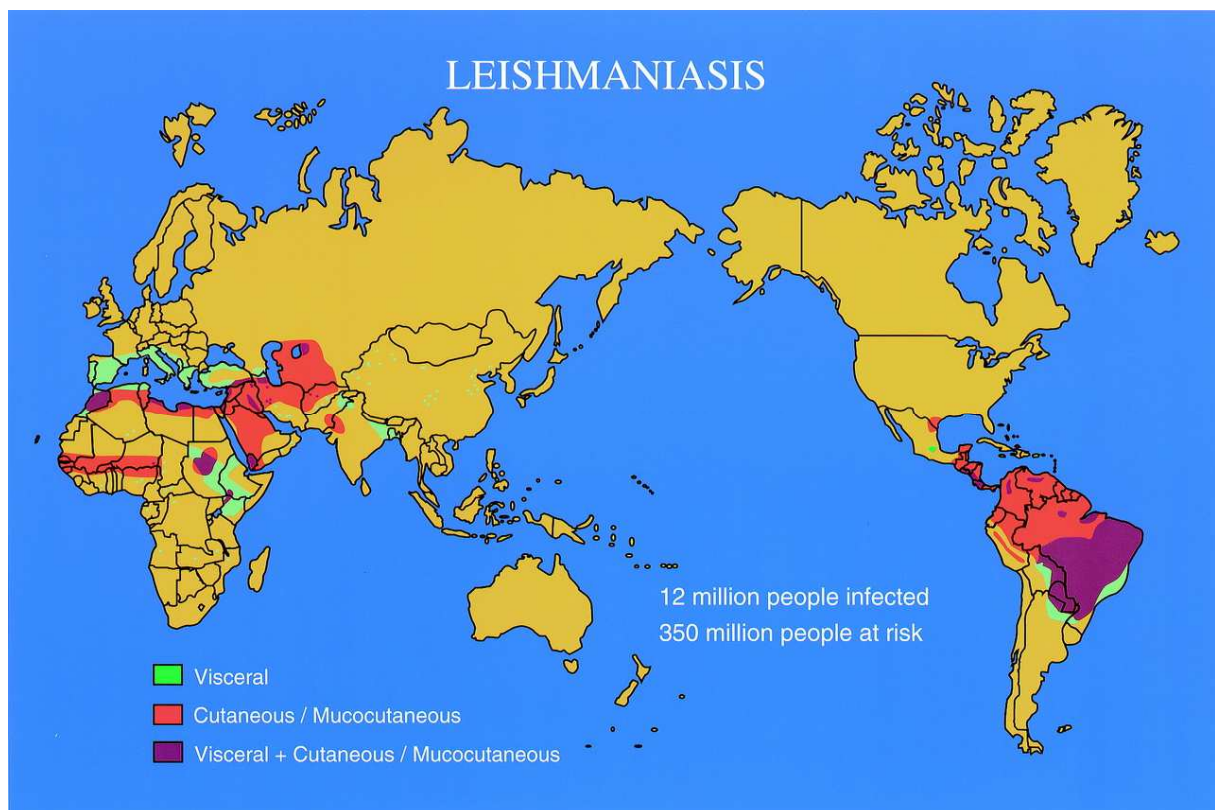 LEISHMANIASIS
12 million people infected
350 million people at risk
Visceral
Cutaneous / Mucocutaneous
Visceral + Cutaneous / Mucocutaneous